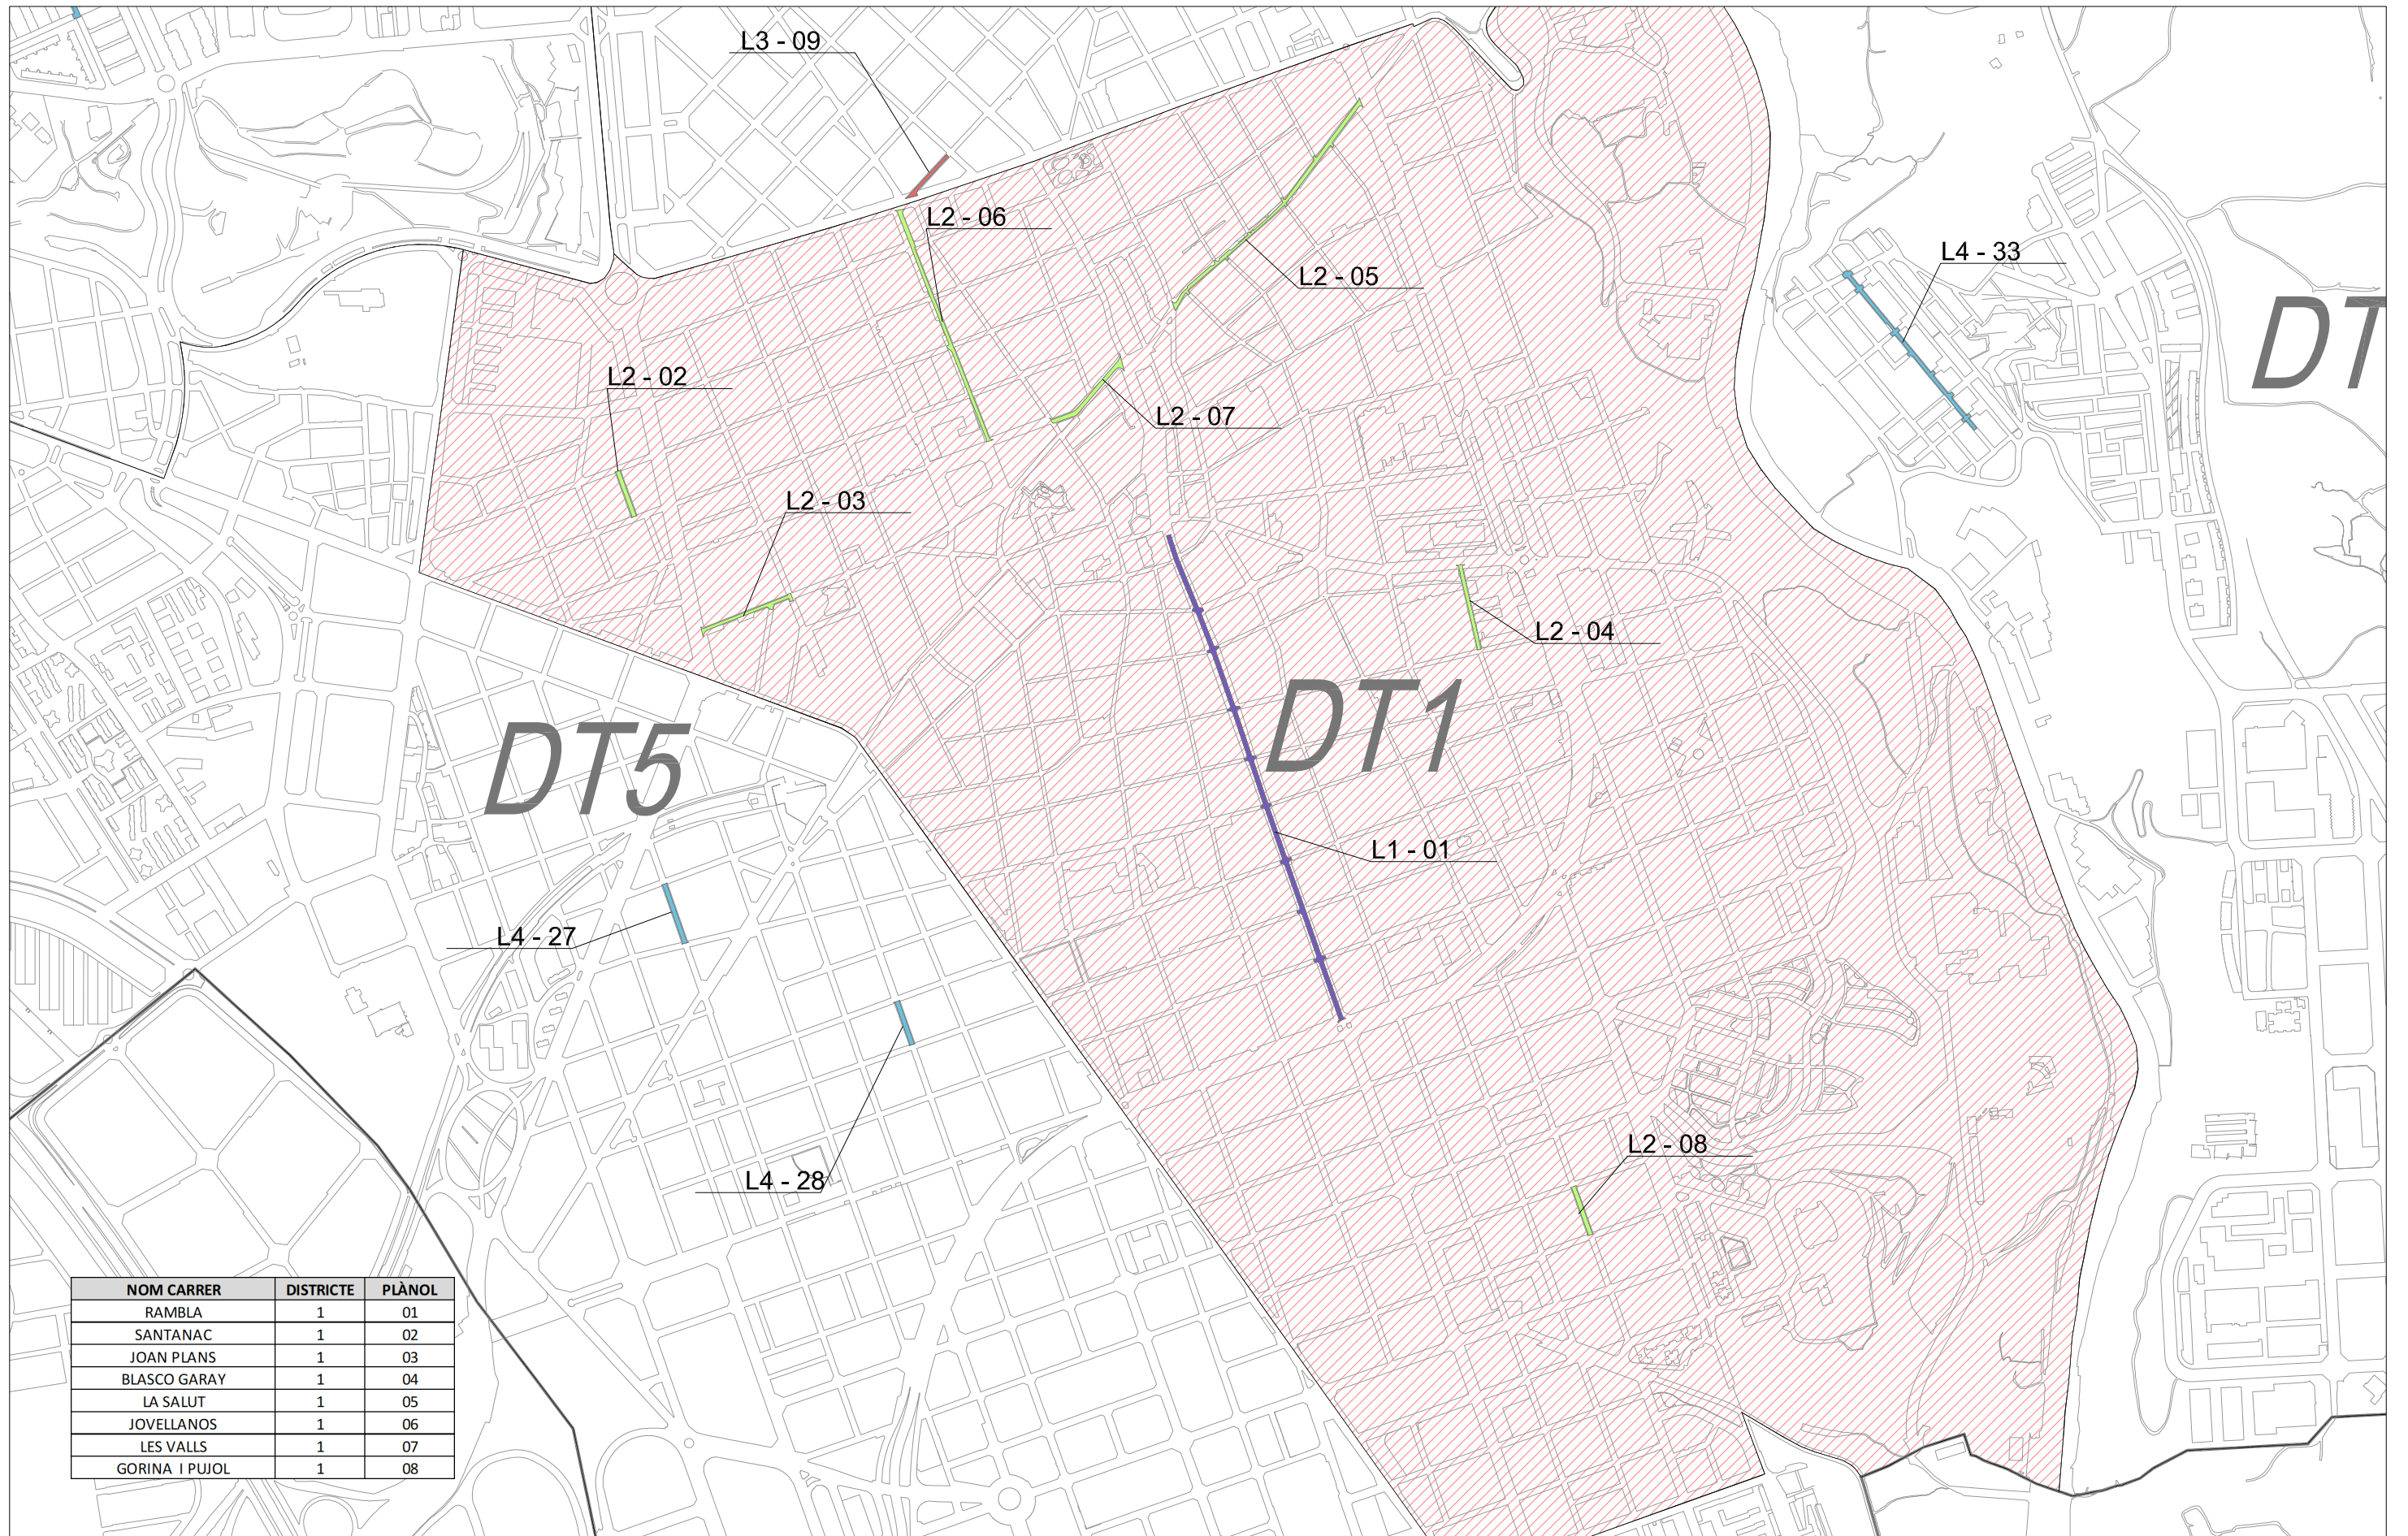 L3 - 09
L2 - 06
L4 - 33
L2 - 05
DT
L2 - 02
L2 - 07
L2 - 03
L2 - 04
DT1
DT5
L1 - 01
L4 - 27
L2 - 08
L4 - 28
NOM CARRER DISTRICTE PLÀNOL
RAMBLA 1 01
SANTANAC 1 02
JOAN PLANS 1 03
BLASCO GARAY 1 04
LA SALUT 1 05
JOVELLANOS 1 06
LES VALLS 1 07
GORINA I PUJOL 1 08